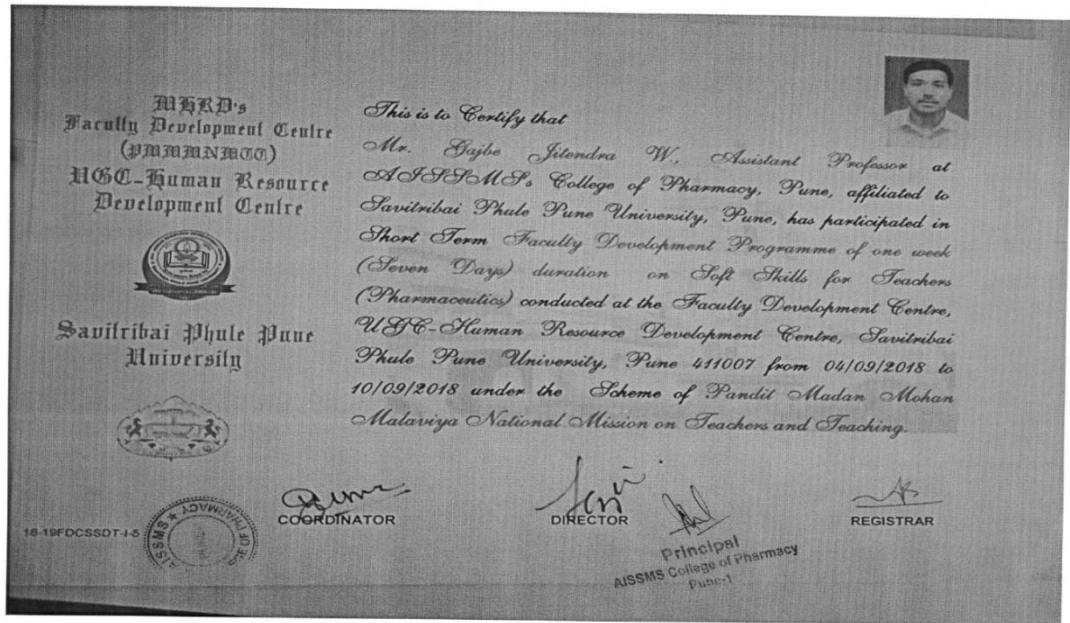 MHRD's
Faculty Development Centre
(PMMMNMTT)
UGC-Human Resource
Development Centre
Savitribai Phule Pune
University
This is to Certify that
Mr. Gajbe Jitendra W., Assistant Professor at
AISSMS's College of Pharmacy, Pune, affiliated to
Savitribai Phule Pune University, Pune, has participated in
Short Term Faculty Development Programme of one week
(Seven Days) duration on Soft Skills for Teachers
(Pharmaceutics) conducted at the Faculty Development Centre,
UGC-Human Resource Development Centre, Savitribai
Phule Pune University, Pune 411007 from 04/09/2018 to
10/09/2018 under the Scheme of Pandit Madan Mohan
Malaviya National Mission on Teachers and Teaching.
COORDINATOR
DIRECTOR
REGISTRAR
Principal
AISSMS College of Pharmacy
Pune-1
18-19FDCSSDT-I-5
AISSMS OF PHARMACY